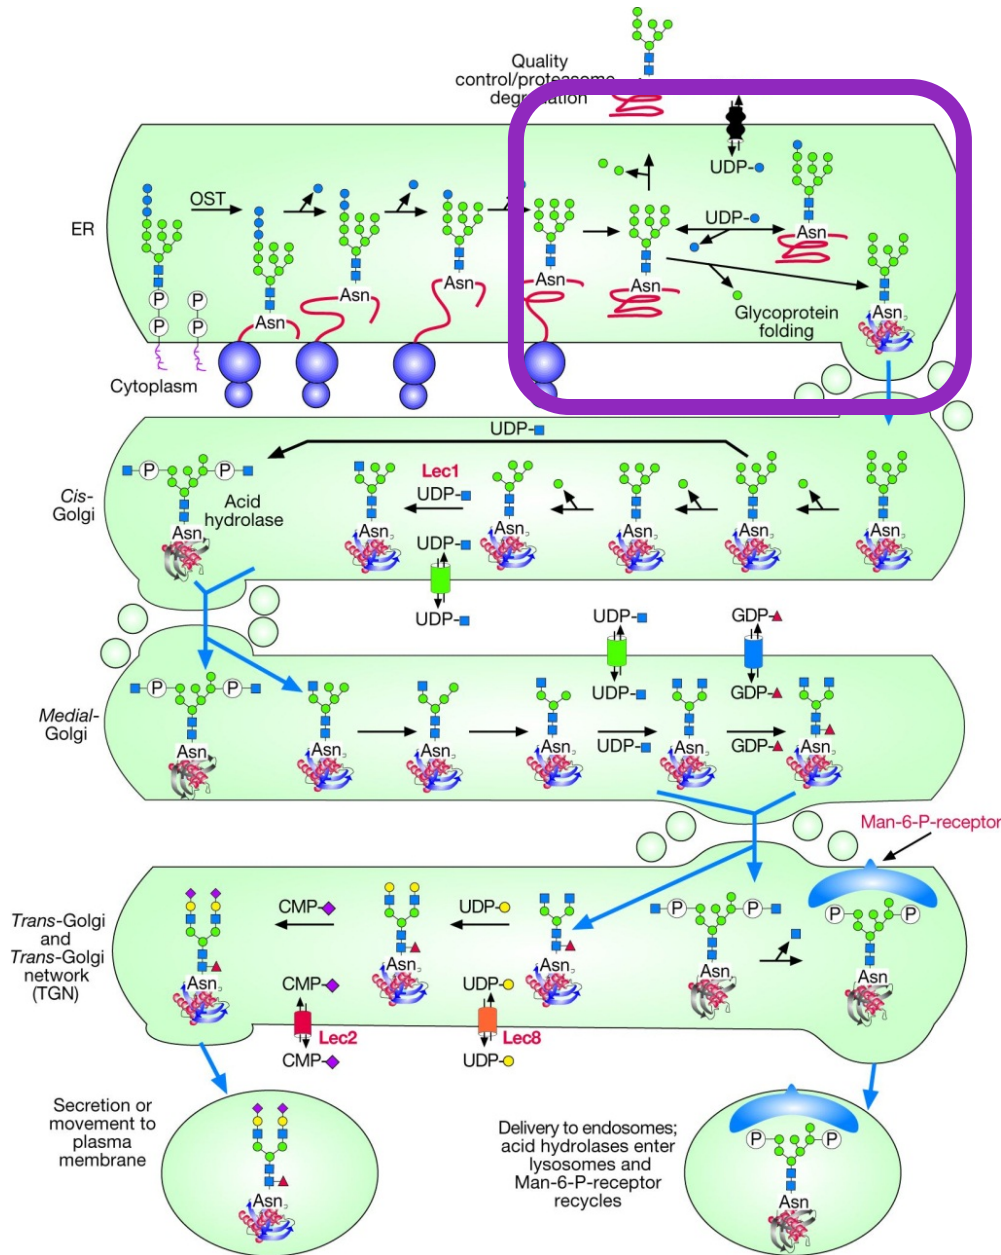 Quality
control/proteasome
degradation
UDP-
ER
OST
UDP-
Asn
Asn
Asn
Asn
Asn
Asn
Asn
Asn
P
P
P
P
Glycoprotein
folding
Cytoplasm
UDP-
Cis-
Golgi
P
P
Lec1
UDP-
Acid
hydrolase
Asn
Asn
Asn
Asn
Asn
Asn
UDP-
UDP-
UDP-
GDP-
P
P
Medial-
Golgi
UDP-
GDP-
Asn
Asn
Asn
Asn
UDP-
Asn
GDP-
Asn
Man-6-P-receptor
Trans-Golgi
and
Trans-Golgi
network
(TGN)
CMP-
UDP-
P
P
P
P
Asn
Asn
Asn
Asn
Asn
CMP-
UDP-
Lec2
Lec8
CMP-
UDP-
Secretion or
movement to
plasma
membrane
Asn
Delivery to endosomes;
acid hydrolases enter
lysosomes and
Man-6-P-receptor
recycles
P
P
Asn